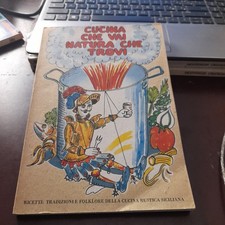 CUCINA
CHE VAI
NATURA CHE
TROVI
RICETTE, TRADIZIONI E FOLKLORE DELLA CUCINA RUSTICA SICILIANA